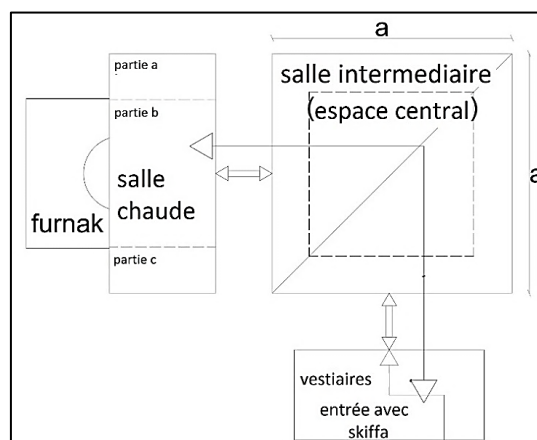 a
partie a
salle intermediaire
(espace central)
partie b
a
salle
chaude
furnak
partie c
vestiaires
entrée avec
skiffa